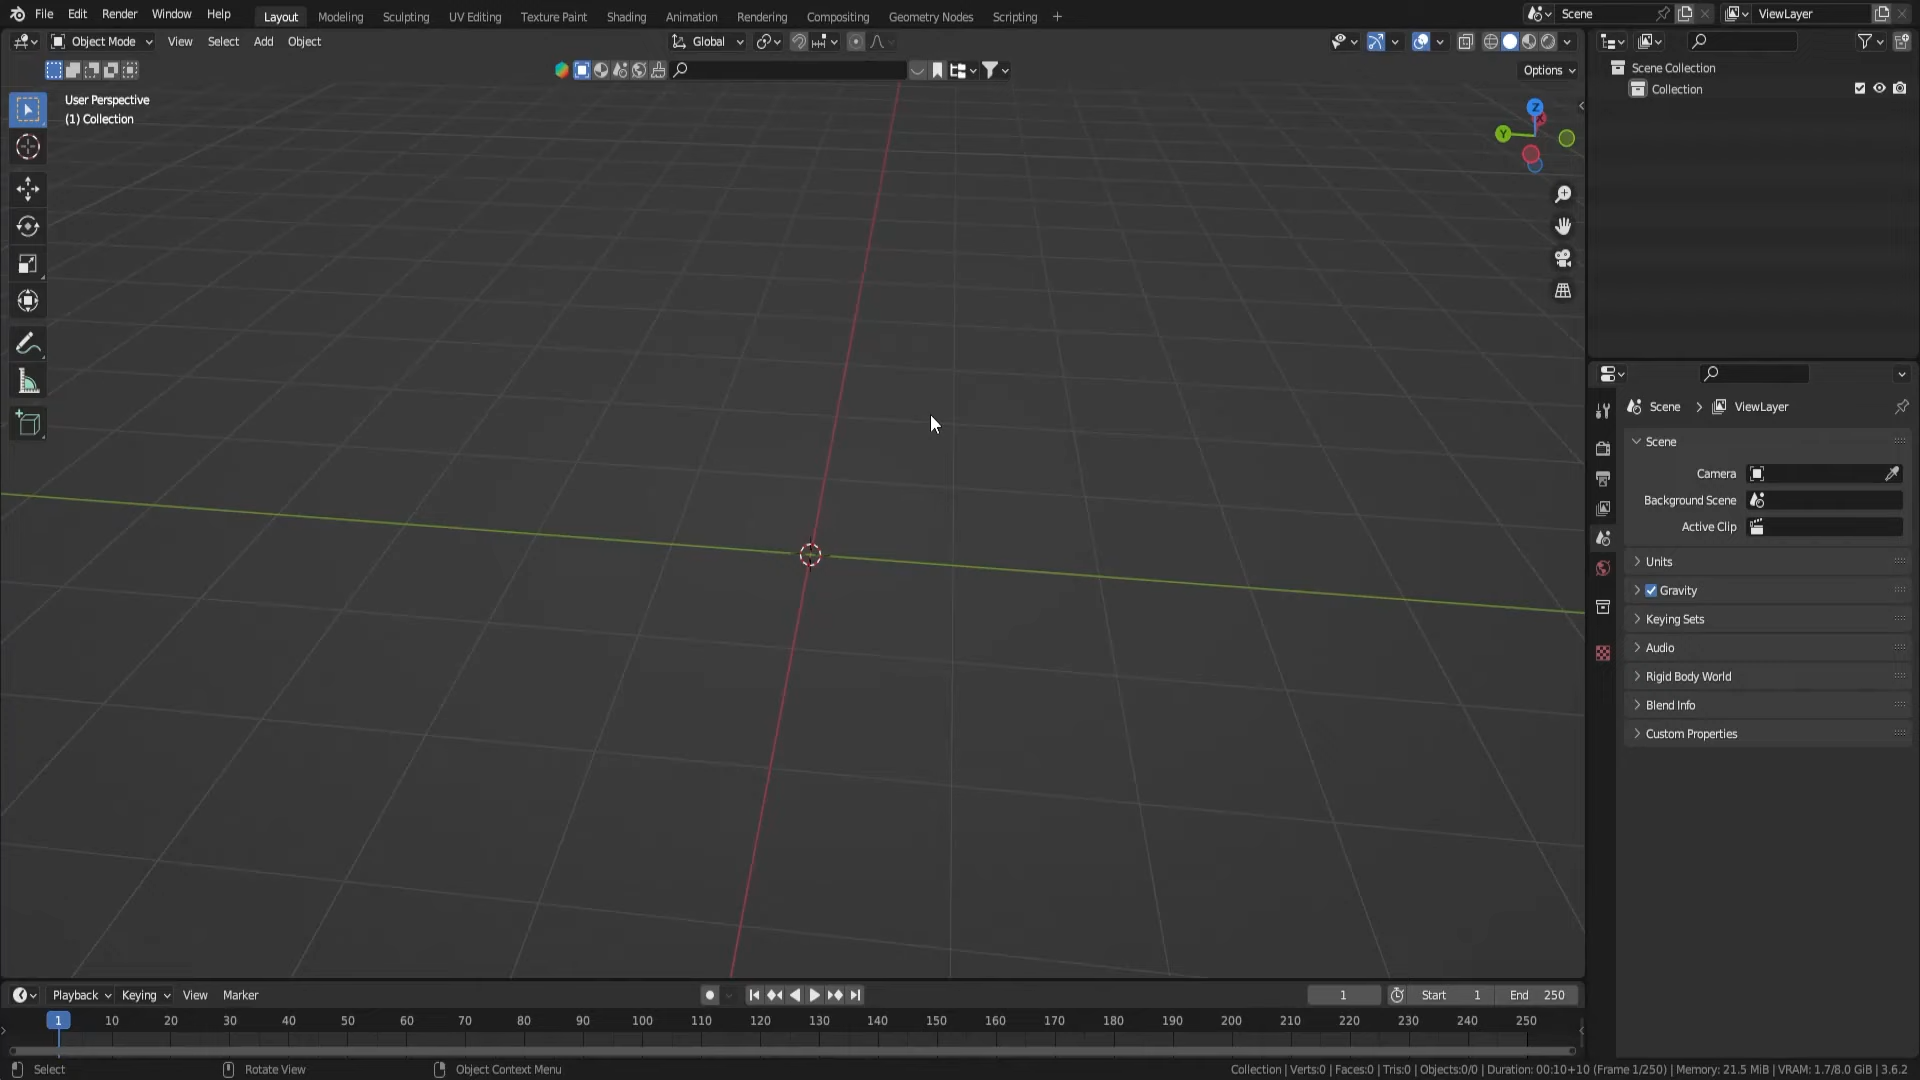 File Edit Render Window Help Layout Modeling Sculpting UV Editing Texture Paint Shading Animation Rendering Compositing Geometry Nodes Scripting + Scene ViewLayer
Object Mode View Select Add Object Global
Options
User Perspective
(1) Collection
Z
Y
X
Scene Collection
Collection
Scene > ViewLayer
Scene
Camera
Background Scene
Active Clip
Units
Gravity
Keying Sets
Audio
Rigid Body World
Blend Info
Custom Properties
Playback Keying View Marker 1 Start 1 End 250
1 10 20 30 40 50 60 70 80 90 100 110 120 130 140 150 160 170 180 190 200 210 220 230 240 250
Select Rotate View Object Context Menu Collection | Verts:0 | Faces:0 | Tris:0 | Objects:0/0 | Duration: 00:10+10 (Frame 1/250) | Memory: 21.5 MiB | VRAM: 1.7/8.0 GiB | 3.6.2